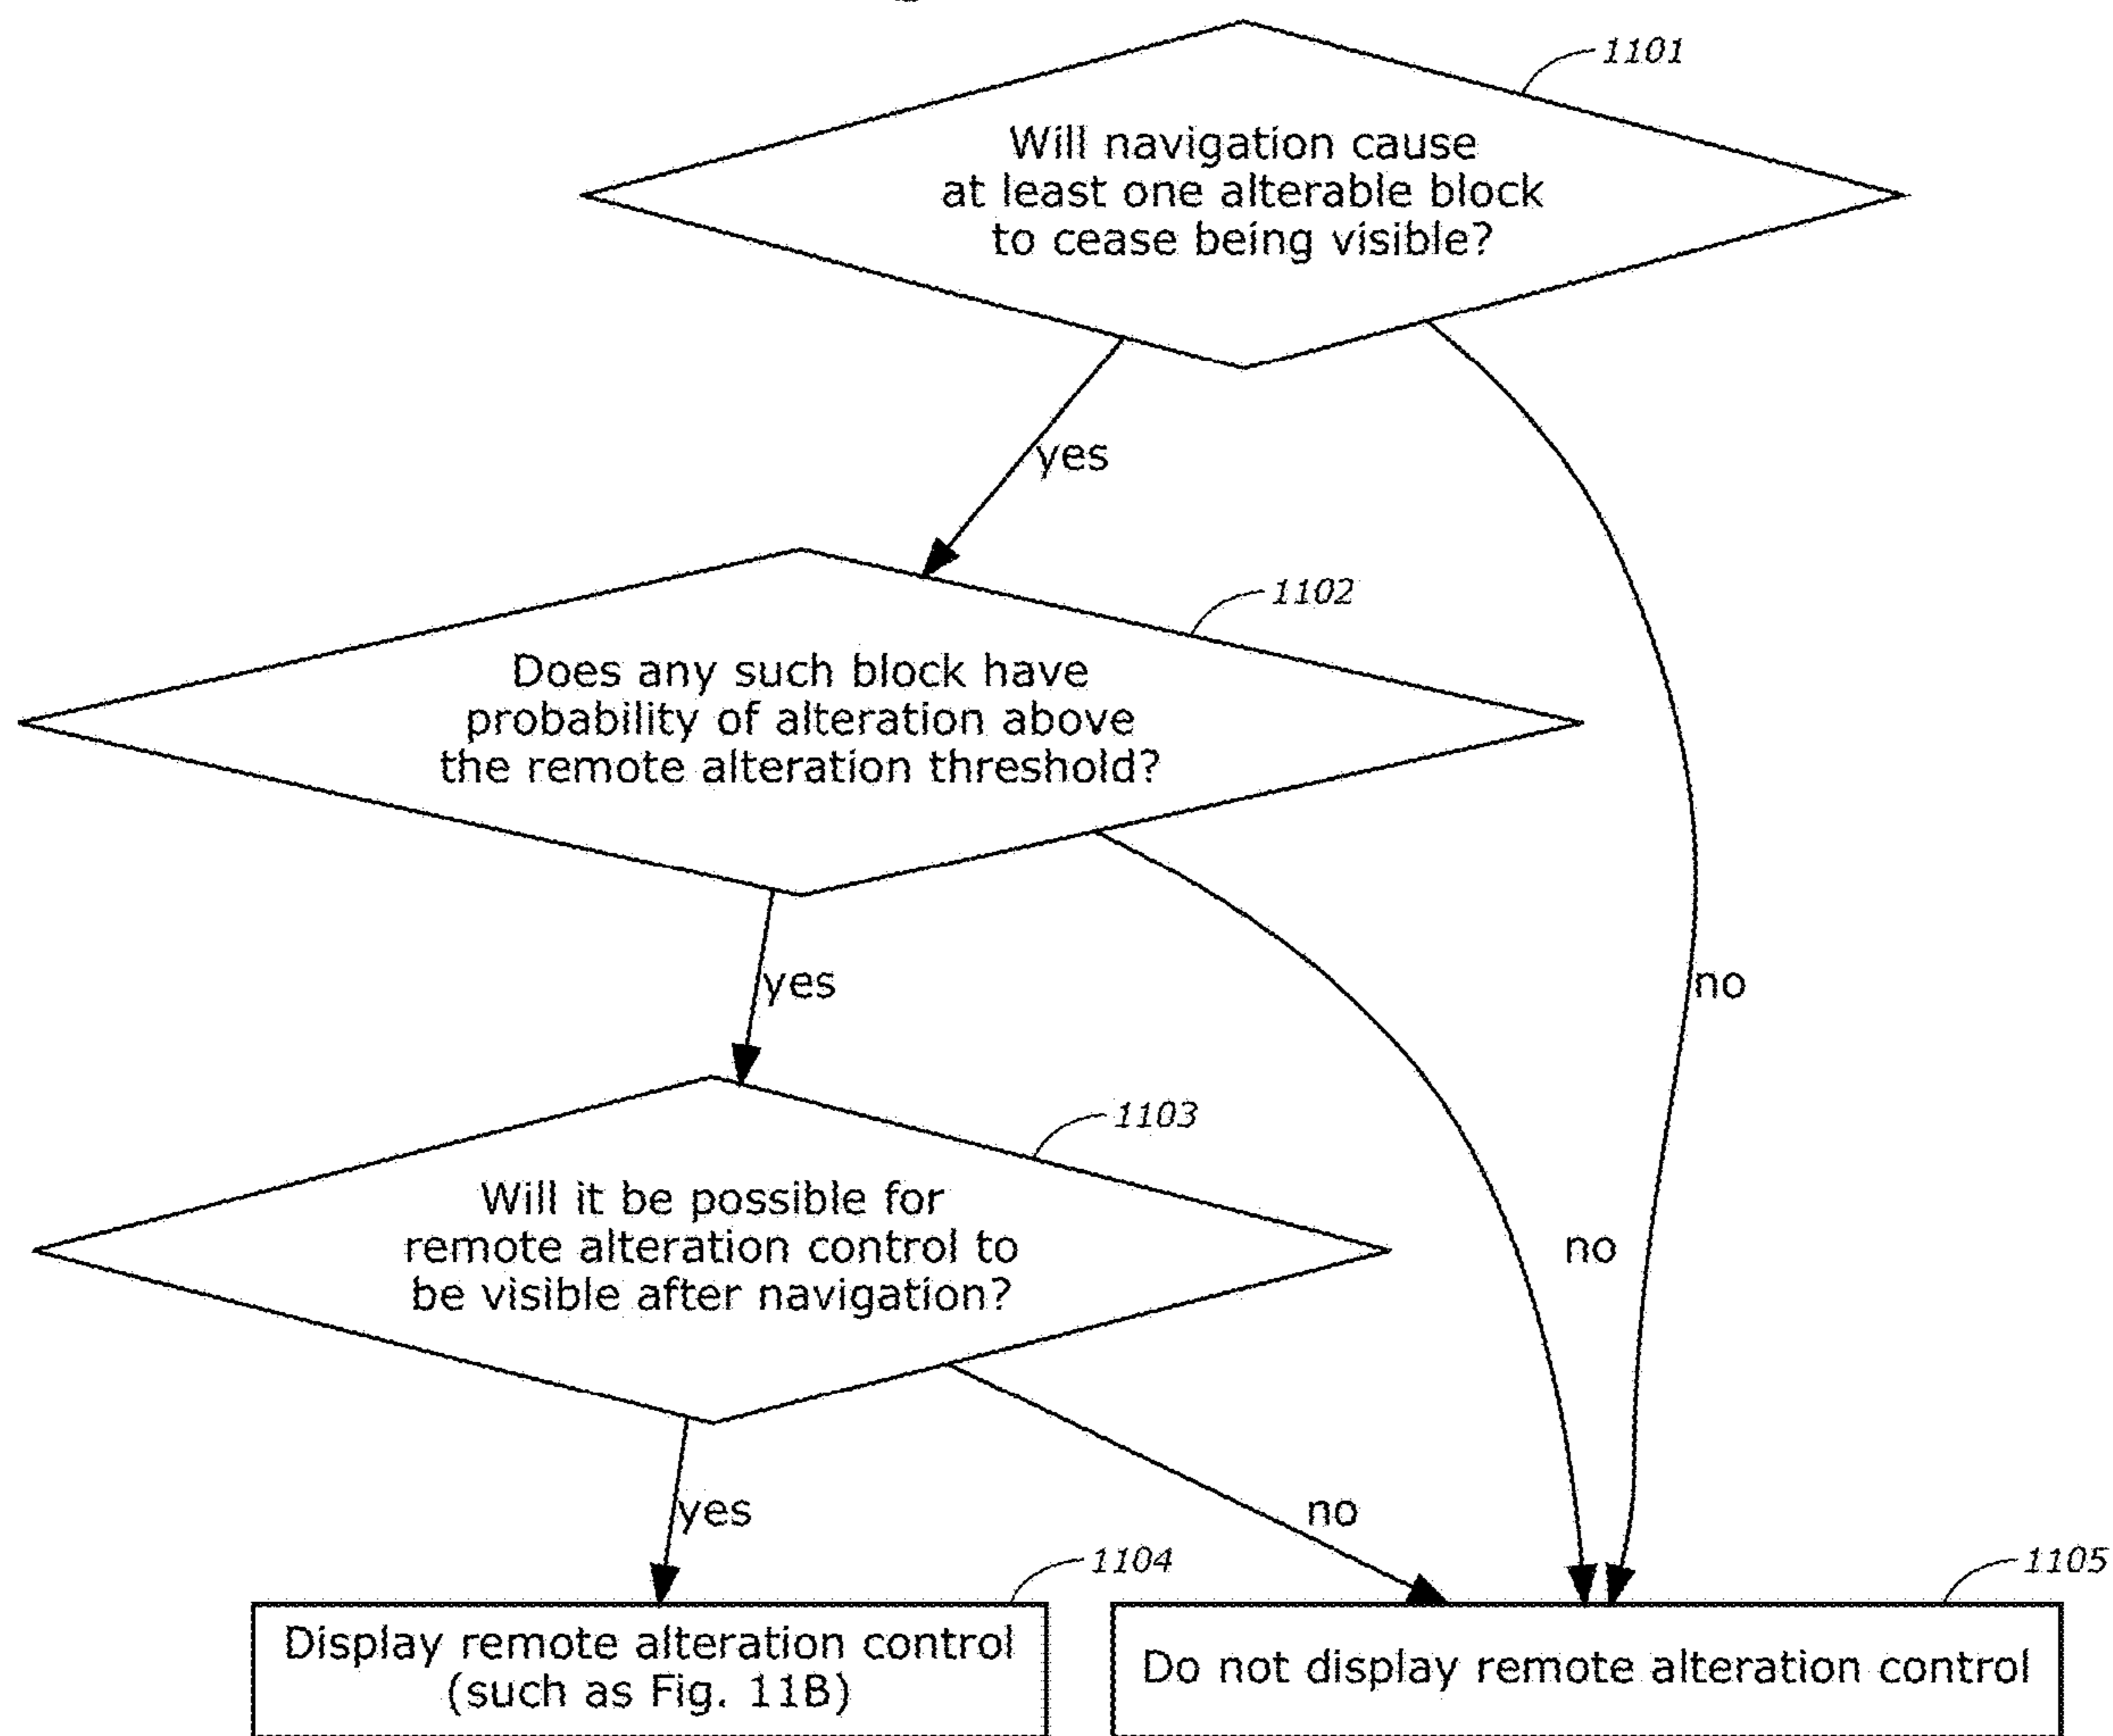 1101
Will navigation cause
at least one alterable block
to cease being visible?
yes
1102
Does any such block have
probability of alteration above
the remote alteration threshold?
yes
no
1103
Will it be possible for
remote alteration control to
be visible after navigation?
no
yes
no
1104
1105
Display remote alteration control
(such as Fig. 11B)
Do not display remote alteration control